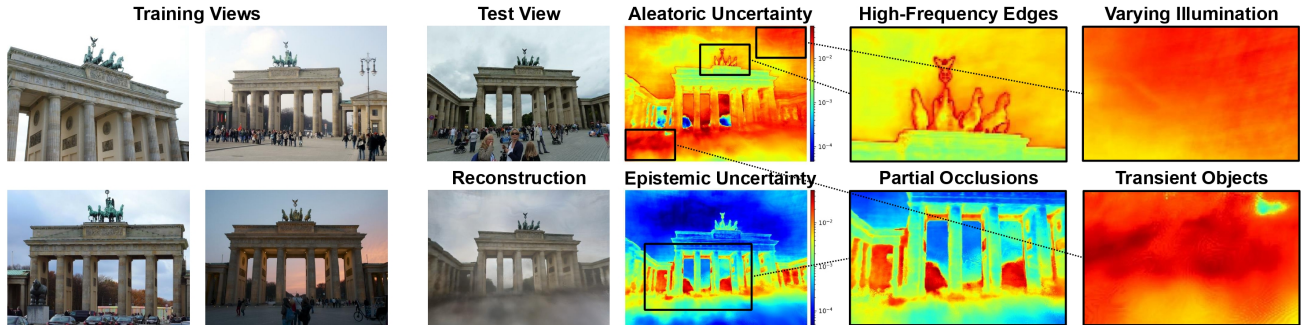 Training Views
Test View
Aleatoric Uncertainty
High-Frequency Edges
Varying Illumination
10⁻²
10⁻³
10⁻⁴
Reconstruction
Epistemic Uncertainty
Partial Occlusions
Transient Objects
10⁻²
10⁻³
10⁻⁴